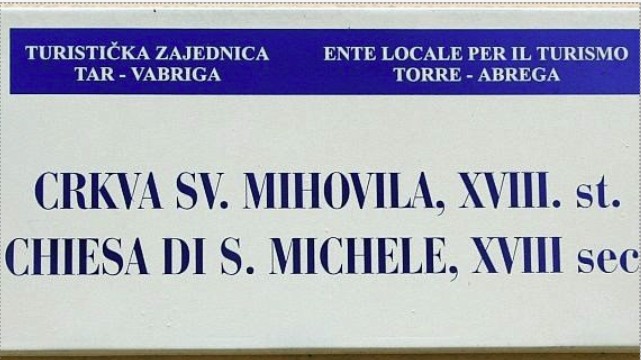 TURISTIČKA ZAJEDNICA
TAR - VABRIGA
ENTE LOCALE PER IL TURISMO
TORRE - ABREGA
CRKVA SV. MIHOVILA, XVIII. st.
CHIESA DI S. MICHELE, XVIII sec